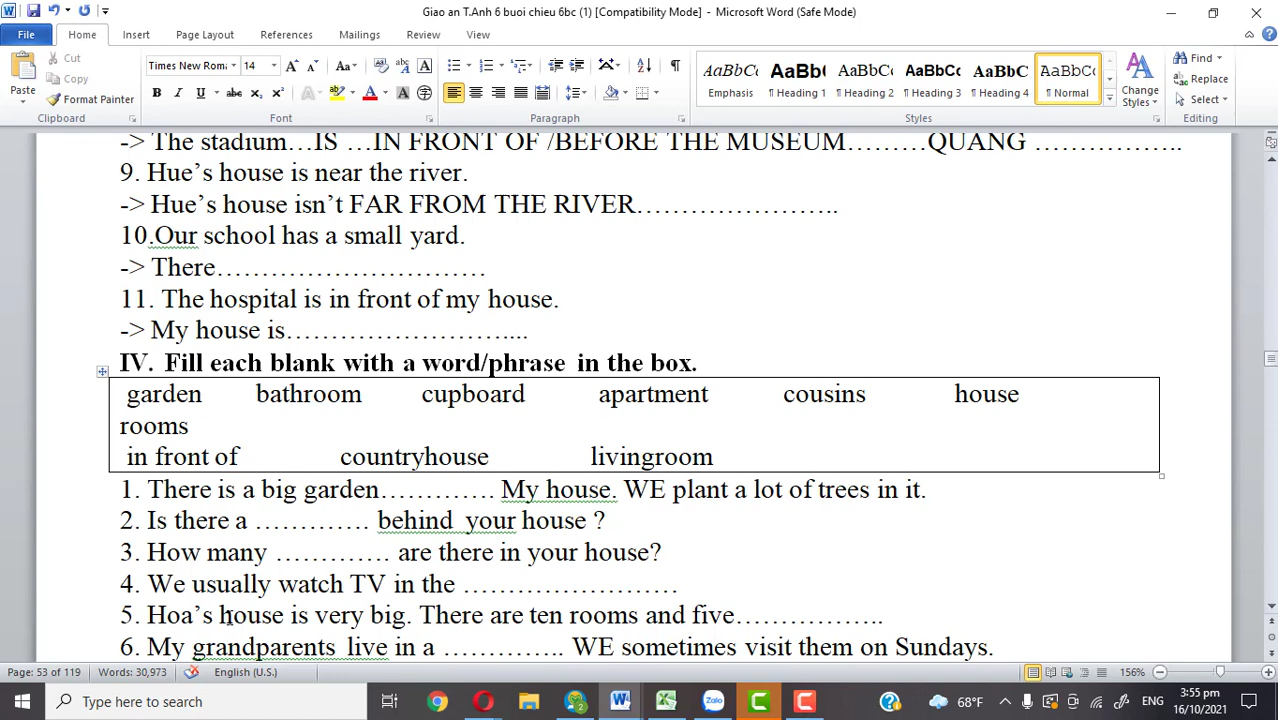 Giao an T.Anh 6 buoi chieu 6bc (1) [Compatibility Mode] - Microsoft Word (Safe Mode)
File Home Insert Page Layout References Mailings Review View
Paste Cut Copy Format Painter Clipboard
Times New Roma 14 Font
Paragraph
AaBbCc Emphasis AaBbCc ¶ Heading 1 AaBbCc ¶ Heading 2 AaBbCc ¶ Heading 3 AaBbC ¶ Heading 4 AaBbCc ¶ Normal Change Styles Styles
Find Replace Select Editing
-> The stadium…IS …IN FRONT OF /BEFORE THE MUSEUM………QUANG ……………..
9. Hue’s house is near the river.
-> Hue’s house isn’t FAR FROM THE RIVER…………………..
10.Our school has a small yard.
-> There…………………………
11. The hospital is in front of my house.
-> My house is……………………...
IV. Fill each blank with a word/phrase in the box.
garden bathroom cupboard apartment cousins house
rooms
in front of countryhouse livingroom
1. There is a big garden…………. My house. WE plant a lot of trees in it.
2. Is there a …………. behind your house ?
3. How many …………. are there in your house?
4. We usually watch TV in the ……………………
5. Hoa’s house is very big. There are ten rooms and five……………..
6. My grandparents live in a ………….. WE sometimes visit them on Sundays.
Page: 53 of 119 Words: 30,973 English (U.S.) 156%
Type here to search 2 Zalo 68°F ENG 3:55 pm
16/10/2021